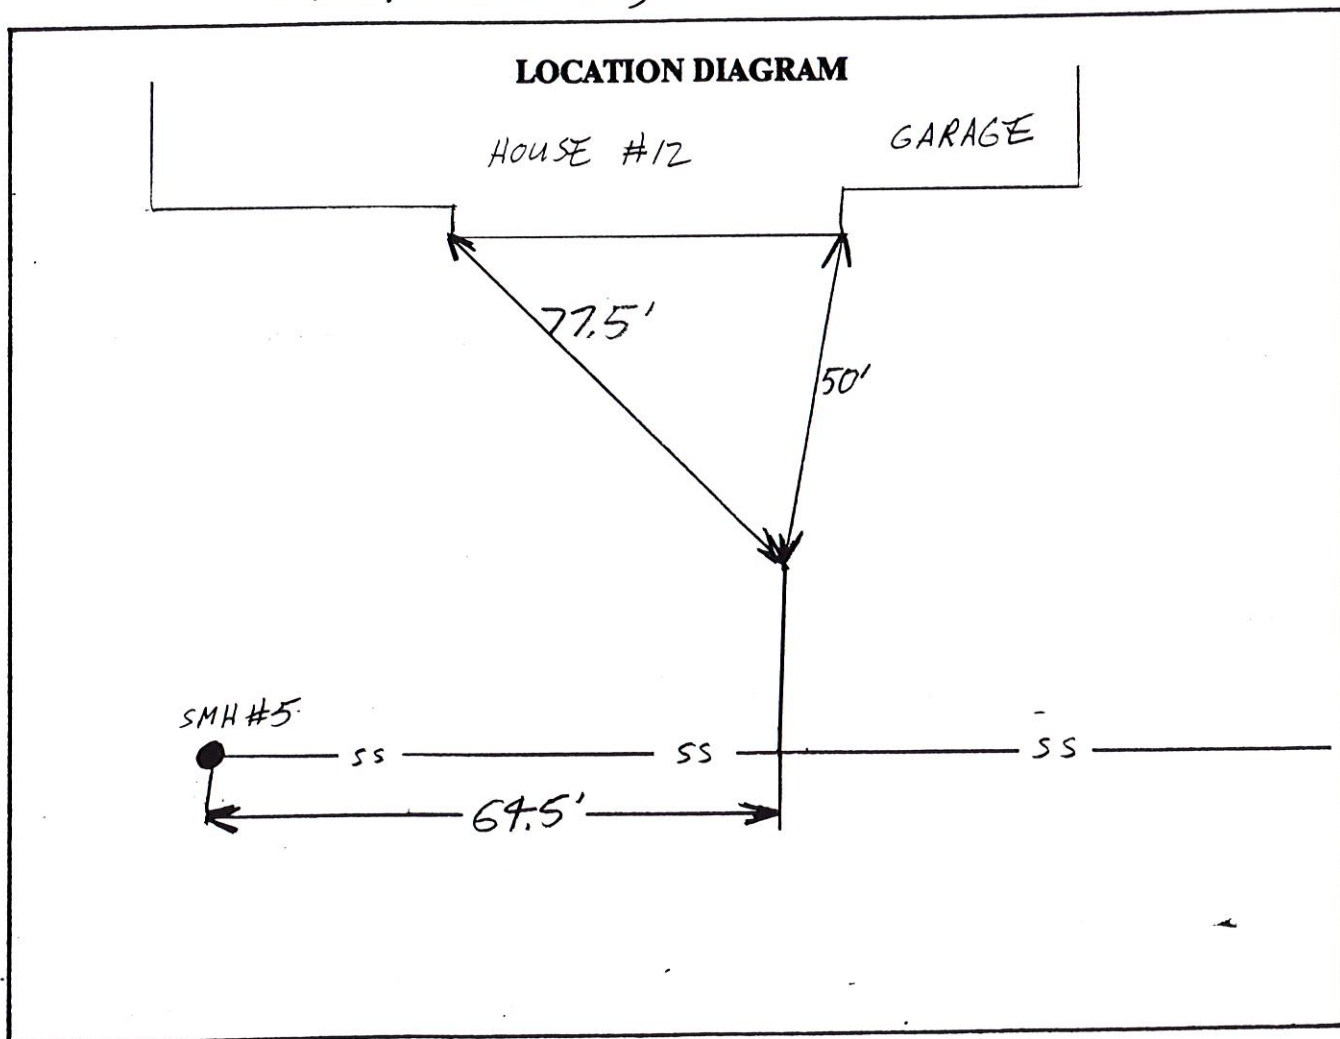 LOCATION DIAGRAM
HOUSE #12
GARAGE
77.5'
50'
SMH #5
SS
SS
SS
64.5'